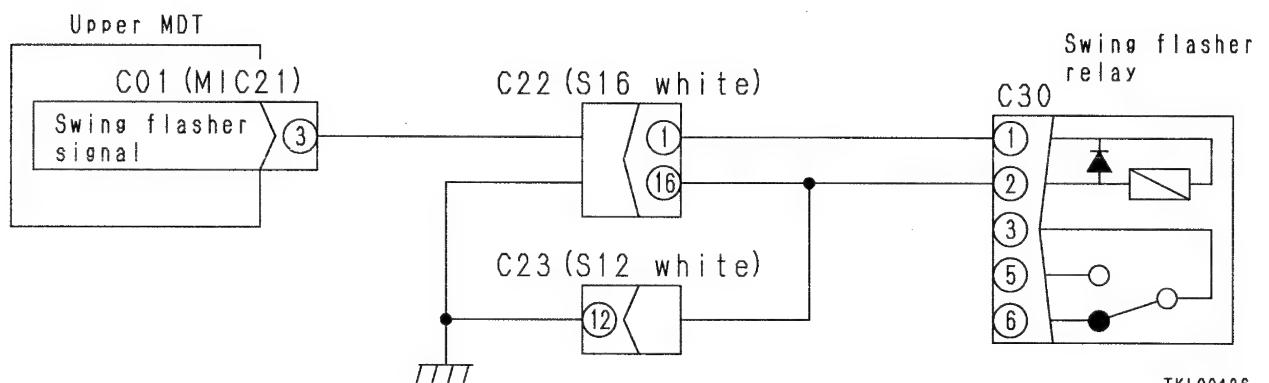 Upper MDT
C01 (MIC21)
Swing flasher
signal
3
C22 (S16 white)
1
16
C23 (S12 white)
12
Swing flasher
relay
C30
1
2
3
5
6